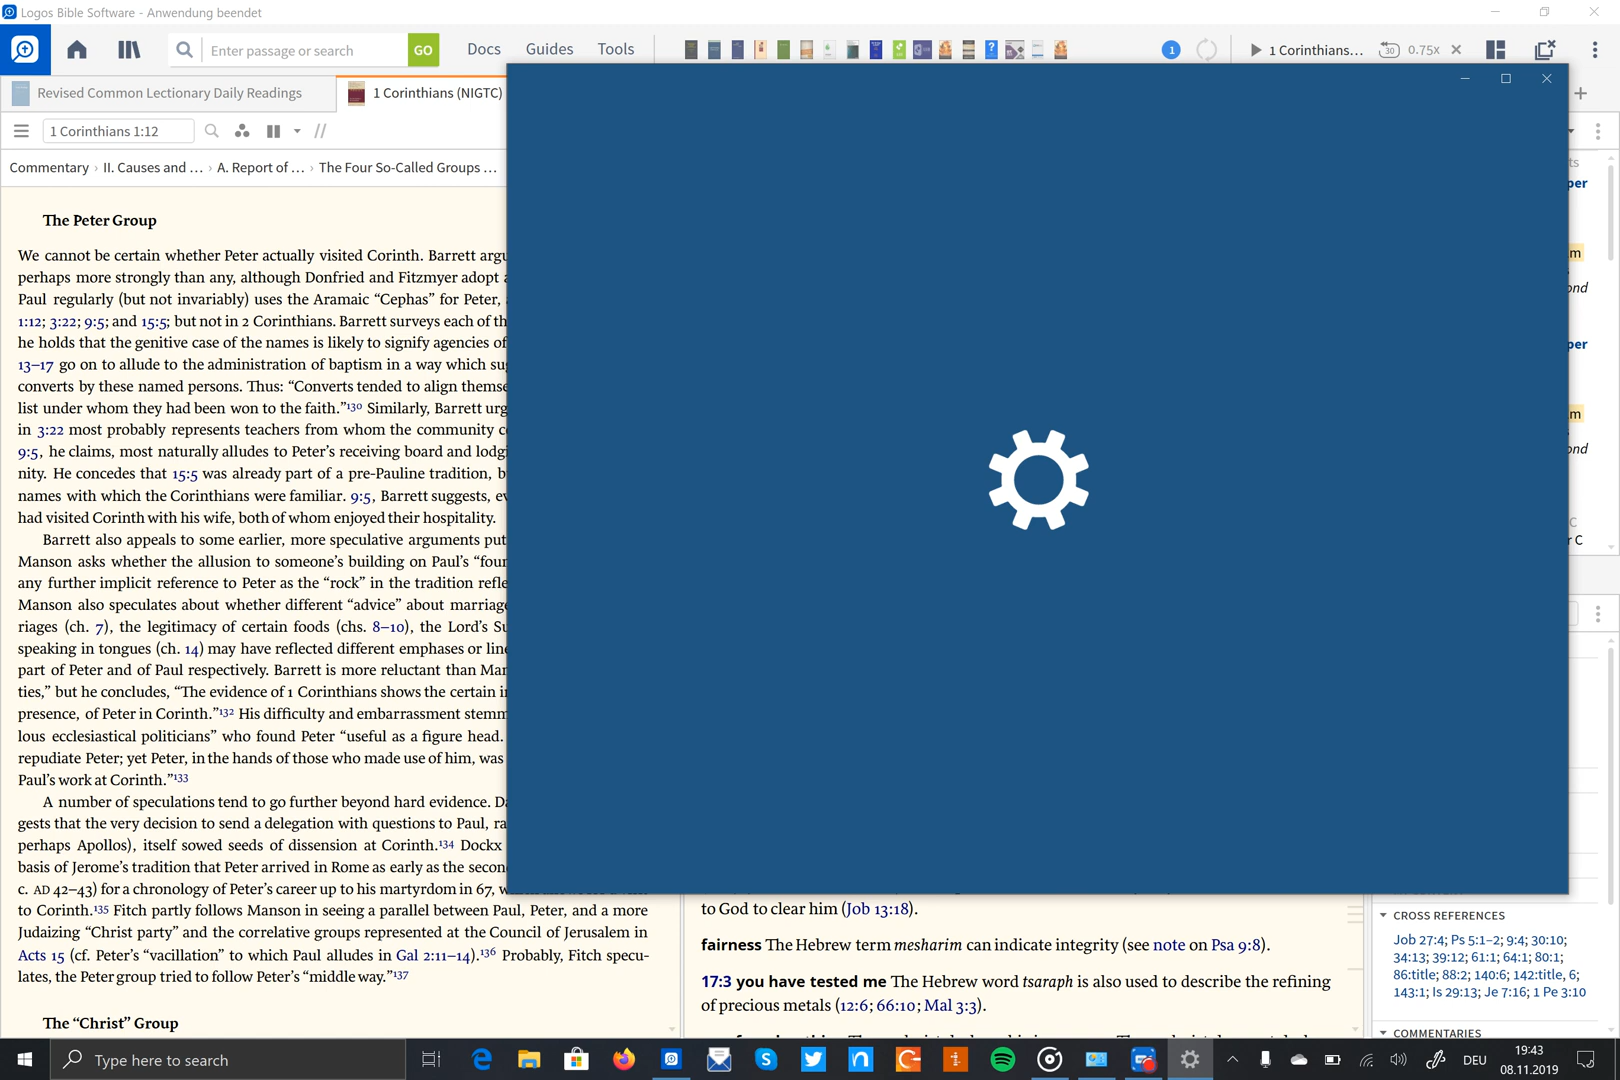 Logos Bible Software - Anwendung beendet
Enter passage or search
GO
Docs
Guides
Tools
1
1 Corinthians...
30
0.75x
Revised Common Lectionary Daily Readings
1 Corinthians (NIGTC)
1 Corinthians 1:12
Commentary › II. Causes and ... › A. Report of ... › The Four So-Called Groups ...
The Peter Group
We cannot be certain whether Peter actually visited Corinth. Barrett argu
perhaps more strongly than any, although Donfried and Fitzmyer adopt a
Paul regularly (but not invariably) uses the Aramaic “Cephas” for Peter,
1:12; 3:22; 9:5; and 15:5; but not in 2 Corinthians. Barrett surveys each of th
he holds that the genitive case of the names is likely to signify agencies of
13–17 go on to allude to the administration of baptism in a way which sug
converts by these named persons. Thus: “Converts tended to align themse
list under whom they had been won to the faith.”130 Similarly, Barrett urg
in 3:22 most probably represents teachers from whom the community c
9:5, he claims, most naturally alludes to Peter’s receiving board and lodgi
nity. He concedes that 15:5 was already part of a pre-Pauline tradition, b
names with which the Corinthians were familiar. 9:5, Barrett suggests, ev
had visited Corinth with his wife, both of whom enjoyed their hospitality.
Barrett also appeals to some earlier, more speculative arguments put
Manson asks whether the allusion to someone’s building on Paul’s “foun
any further implicit reference to Peter as the “rock” in the tradition refle
Manson also speculates about whether different “advice” about marriag
riages (ch. 7), the legitimacy of certain foods (chs. 8–10), the Lord’s Su
speaking in tongues (ch. 14) may have reflected different emphases or line
part of Peter and of Paul respectively. Barrett is more reluctant than Man
ties,” but he concludes, “The evidence of 1 Corinthians shows the certain i
presence, of Peter in Corinth.”132 His difficulty and embarrassment stemm
lous ecclesiastical politicians” who found Peter “useful as a figure head.
repudiate Peter; yet Peter, in the hands of those who made use of him, was
Paul’s work at Corinth.”133
A number of speculations tend to go further beyond hard evidence. Da
gests that the very decision to send a delegation with questions to Paul, ra
perhaps Apollos), itself sowed seeds of dissension at Corinth.134 Dockx
basis of Jerome’s tradition that Peter arrived in Rome as early as the secon
c. AD 42–43) for a chronology of Peter’s career up to his martyrdom in 67,
to Corinth.135 Fitch partly follows Manson in seeing a parallel between Paul, Peter, and a more
Judaizing “Christ party” and the correlative groups represented at the Council of Jerusalem in
Acts 15 (cf. Peter’s “vacillation” to which Paul alludes in Gal 2:11–14).136 Probably, Fitch specu-
lates, the Peter group tried to follow Peter’s “middle way.”137
The “Christ” Group
to God to clear him (Job 13:18).
fairness The Hebrew term mesharim can indicate integrity (see note on Psa 9:8).
17:3 you have tested me The Hebrew word tsaraph is also used to describe the refining
of precious metals (12:6; 66:10; Mal 3:3).
ts
per
m
ond
per
m
ond
C
r C
CROSS REFERENCES
Job 27:4; Ps 5:1–2; 9:4; 30:10;
34:13; 39:12; 61:1; 64:1; 80:1;
86:title; 88:2; 140:6; 142:title, 6;
143:1; Is 29:13; Je 7:16; 1 Pe 3:10
COMMENTARIES
Type here to search
DEU
19:43
08.11.2019